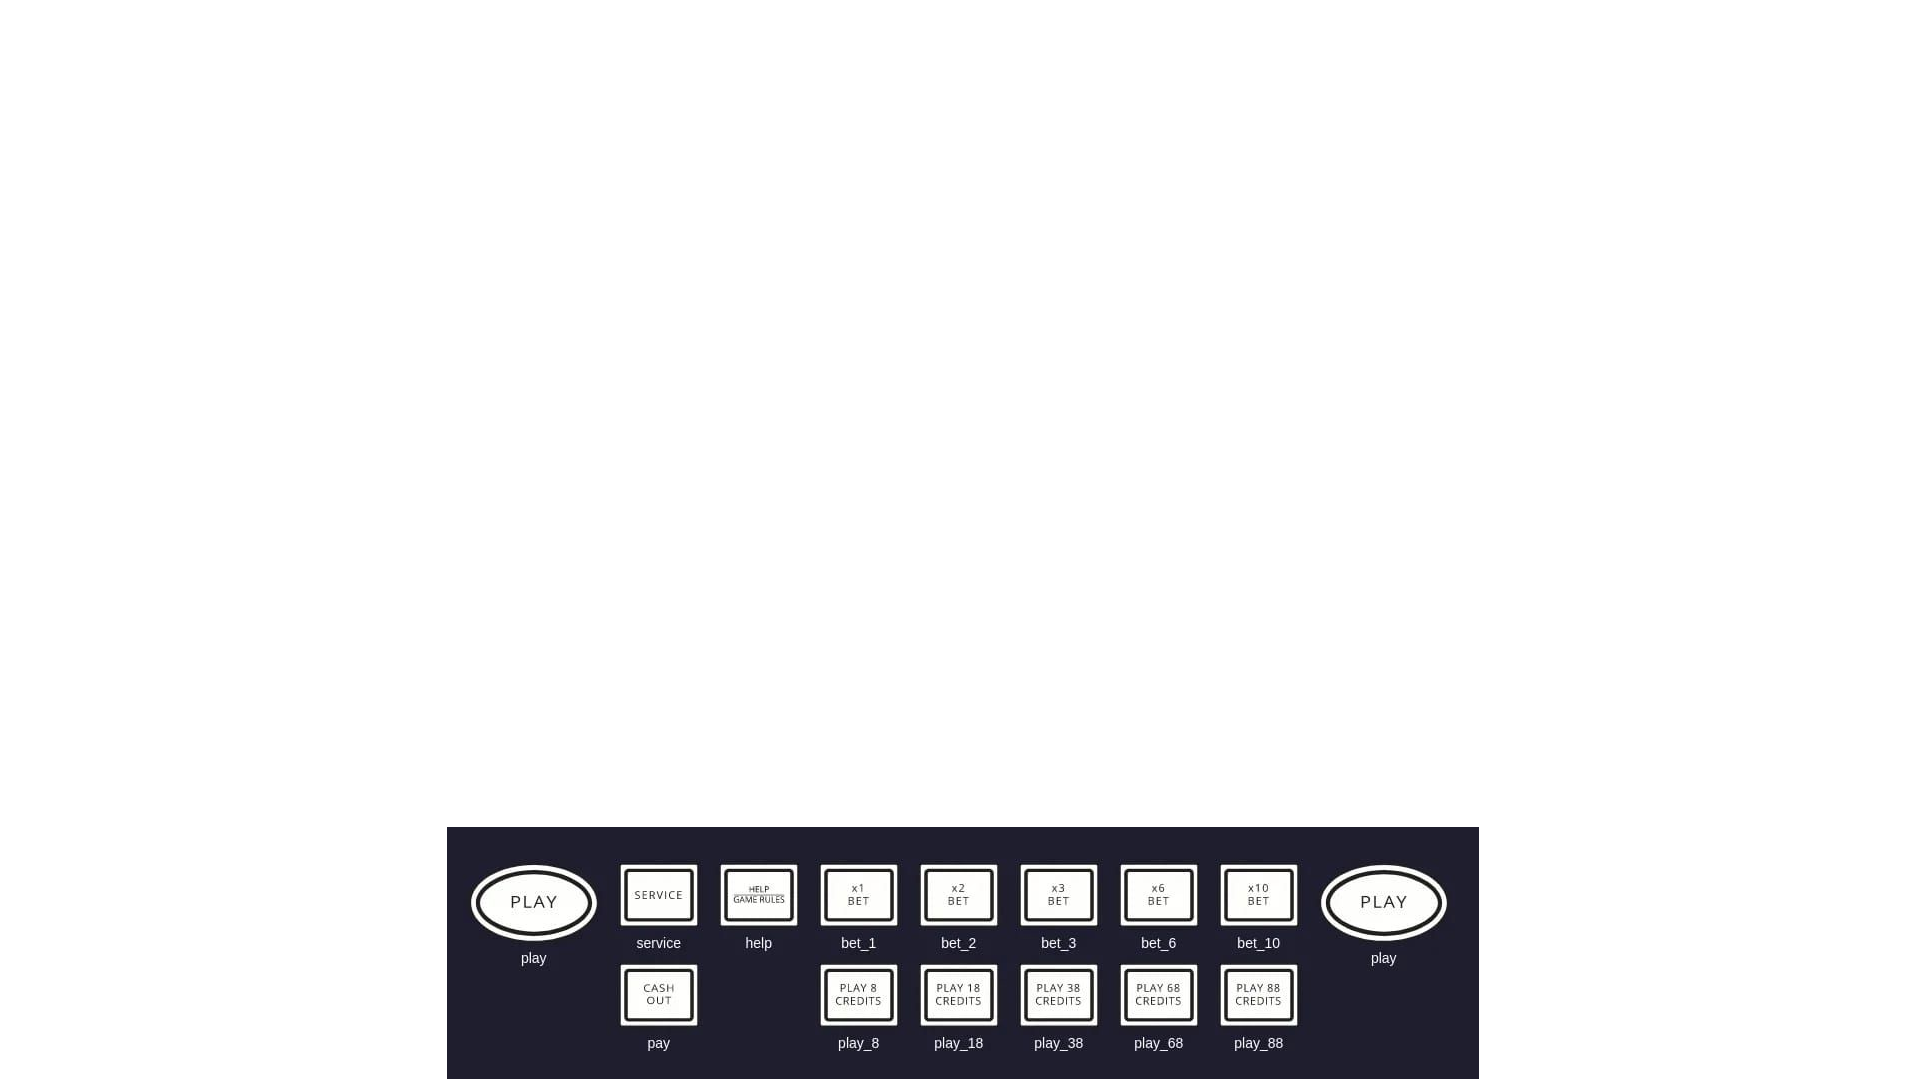 PLAY
play
SERVICE
service
HELP
GAME RULES
help
x1
BET
bet_1
x2
BET
bet_2
x3
BET
bet_3
x6
BET
bet_6
x10
BET
bet_10
PLAY
play
CASH
OUT
pay
PLAY 8
CREDITS
play_8
PLAY 18
CREDITS
play_18
PLAY 38
CREDITS
play_38
PLAY 68
CREDITS
play_68
PLAY 88
CREDITS
play_88